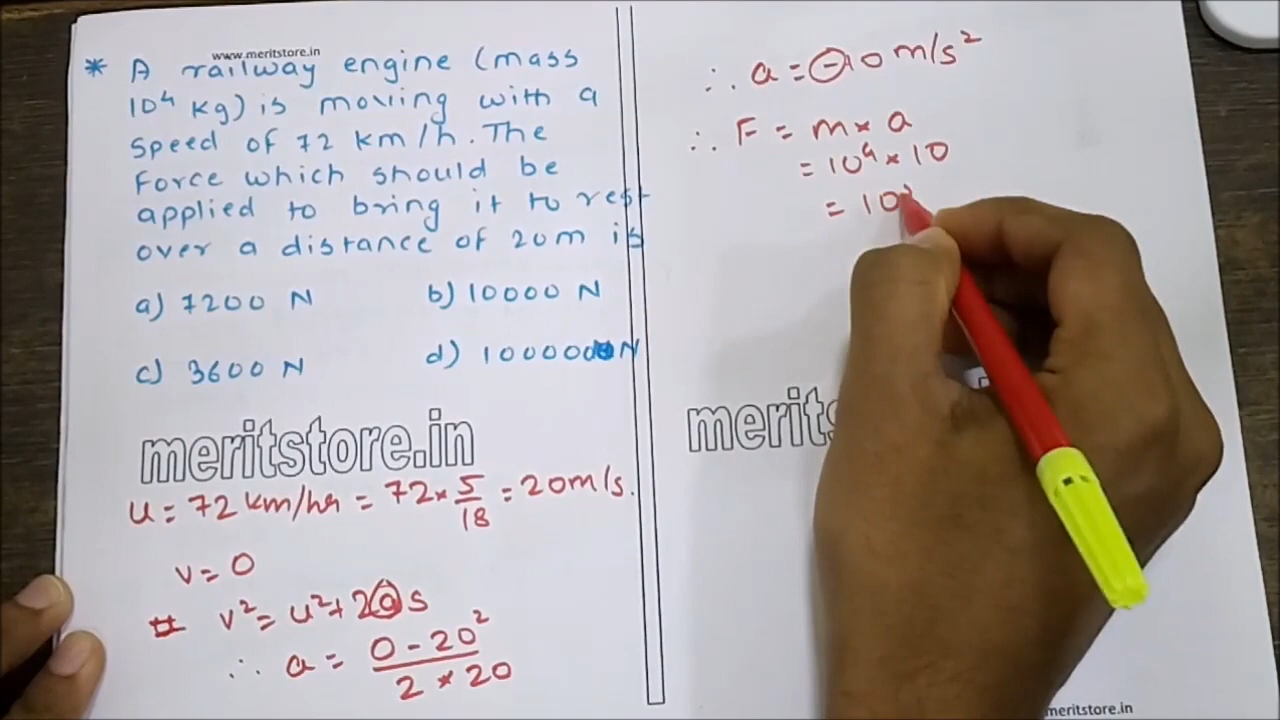 www.meritstore.in
* A railway engine (mass
10⁴ kg) is moving with a
speed of 72 km/h. The
Force which should be
applied to bring it to rest
over a distance of 20m is
a) 7200 N b) 10000 N
c) 3600 N d) 100000N
meritstore.in
u = 72 km/hr = 72 × 5/18 = 20 m/s.
v = 0
v² = u² + 2as
∴ a = 0 - 20² / 2 × 20
∴ a = -10 m/s²
∴ F = m × a
= 10⁴ × 10
= 10
merits
meritstore.in